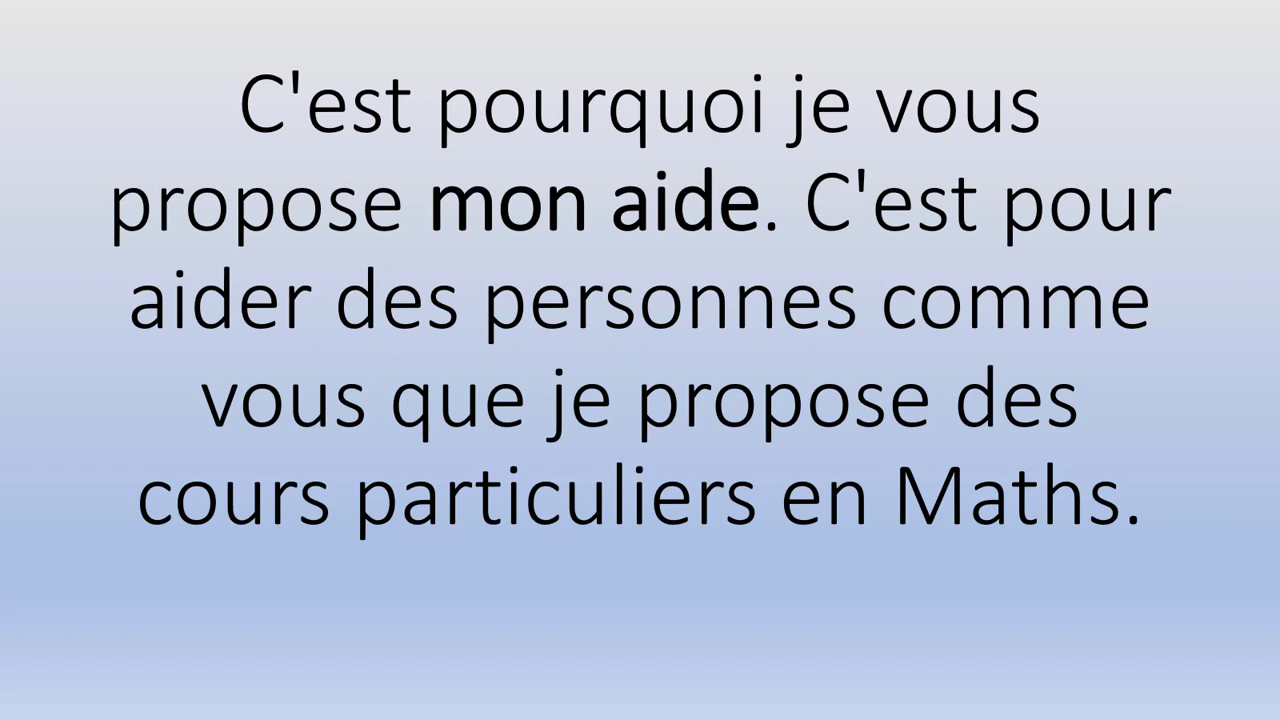 C'est pourquoi je vous
propose mon aide. C'est pour
aider des personnes comme
vous que je propose des
cours particuliers en Maths.